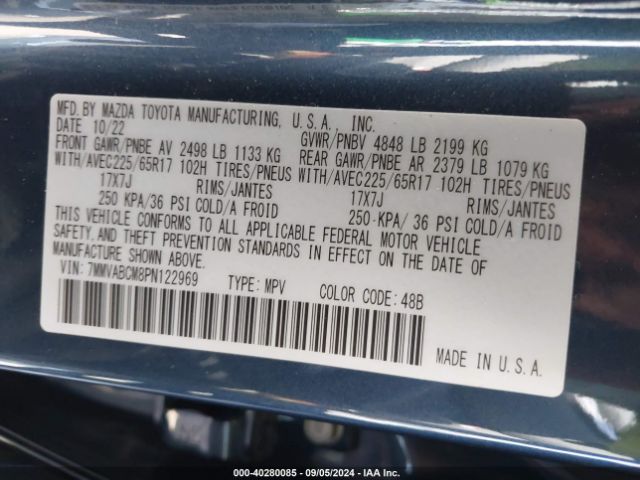 MFD. BY MAZDA TOYOTA MANUFACTURING, U.S.A., INC.
DATE 10/22 GVWR/PNBV 4848 LB 2199 KG
FRONT GAWR/PNBE AV 2498 LB 1133 KG REAR GAWR/PNBE AR 2379 LB 1079 KG
WITH/AVEC225/65R17 102H TIRES/PNEUS WITH/AVEC225/65R17 102H TIRES/PNEUS
17X7J RIMS/JANTES 17X7J RIMS/JANTES
250 KPA/36 PSI COLD/A FROID 250 KPA/ 36 PSI COLD/A FROID
THIS VEHICLE CONFORMS TO ALL APPLICABLE FEDERAL MOTOR VEHICLE
SAFETY, AND THEFT PREVENTION STANDARDS IN EFFECT ON THE DATE OF
MANUFACTURE SHOWN ABOVE.
VIN: 7MMVABCM8PN122969 TYPE: MPV COLOR CODE: 48B
MADE IN U.S.A.
000-40280085 - 09/05/2024 - IAA Inc.